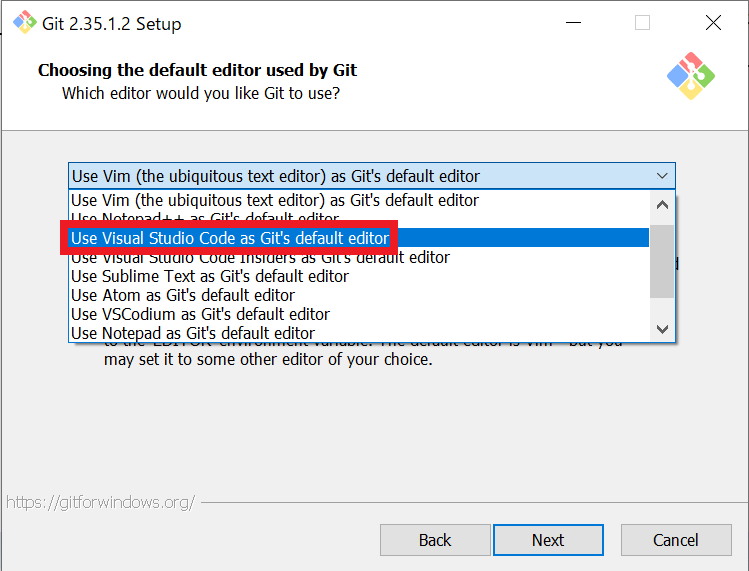 Git 2.35.1.2 Setup
Choosing the default editor used by Git
Which editor would you like Git to use?
Use Vim (the ubiquitous text editor) as Git's default editor
Use Vim (the ubiquitous text editor) as Git's default editor
Use Notepad++ as Git's default editor
Use Visual Studio Code as Git's default editor
Use Visual Studio Code Insiders as Git's default editor
Use Sublime Text as Git's default editor
Use Atom as Git's default editor
Use VSCodium as Git's default editor
Use Notepad as Git's default editor
to the 'EDITOR' environment variable. The default editor is Vim - but you
may set it to some other editor of your choice.
https://gitforwindows.org/
Back
Next
Cancel